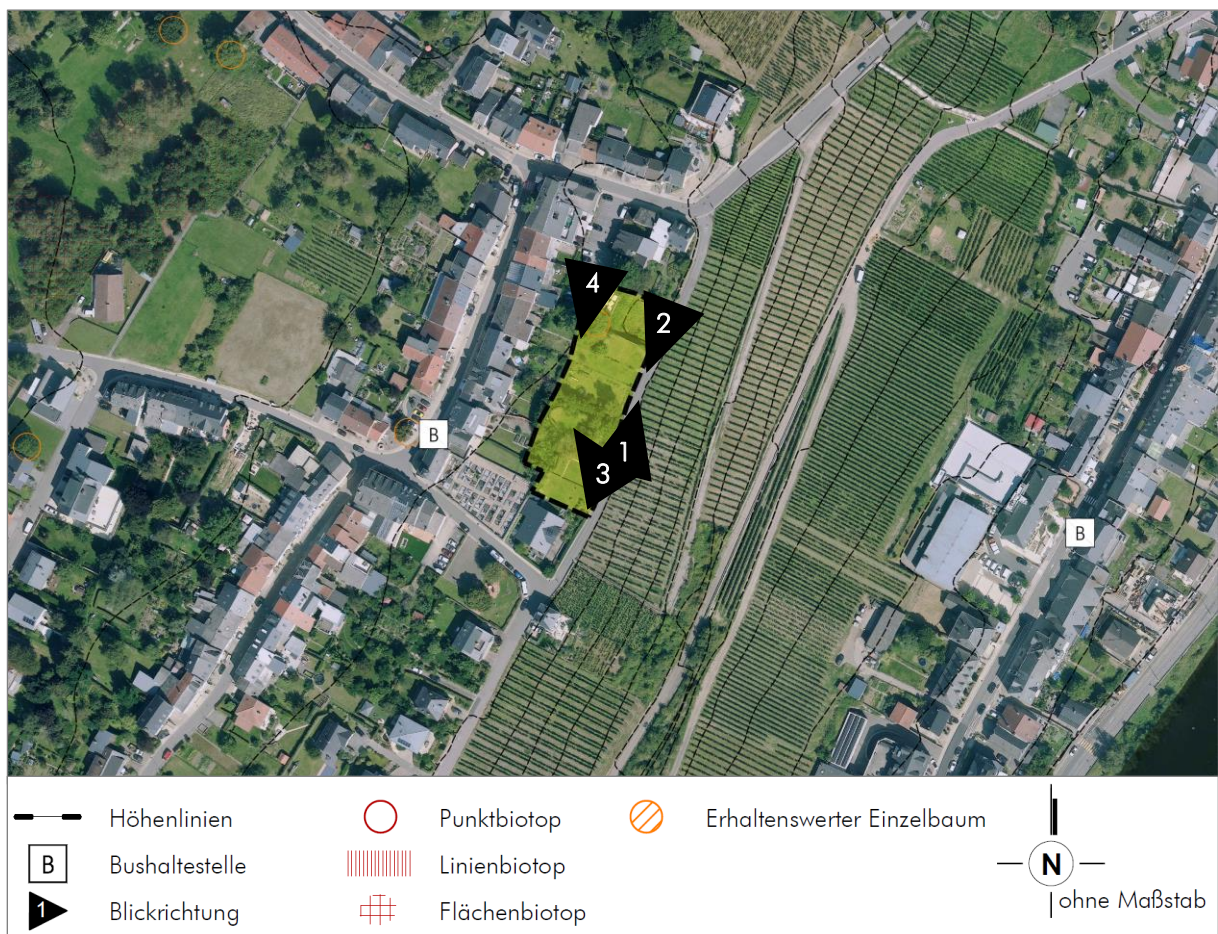 4
2
1
3
B
B
Höhenlinien
Punktbiotop
Erhaltenswerter Einzelbaum
B
Bushaltestelle
Linienbiotop
N
1
Blickrichtung
Flächenbiotop
ohne Maßstab